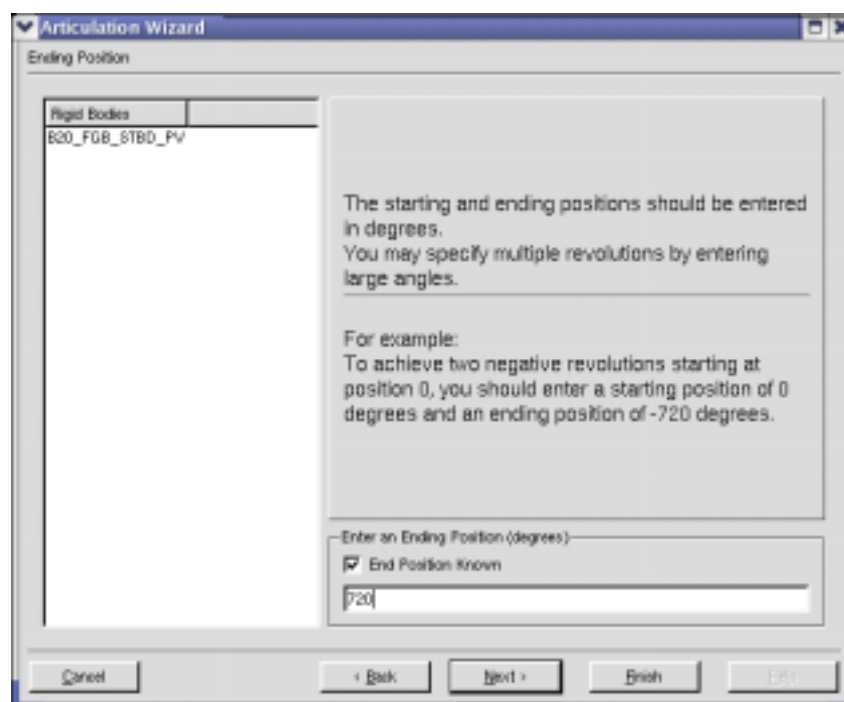 Articulation Wizard
Ending Position
Rigid Bodies
B20_FGB_STBD_PV
The starting and ending positions should be entered
in degrees.
You may specify multiple revolutions by entering
large angles.
For example:
To achieve two negative revolutions starting at
position 0, you should enter a starting position of 0
degrees and an ending position of -720 degrees.
Enter an Ending Position (degrees)
End Position Known
720
Cancel
< Back
Next >
Finish